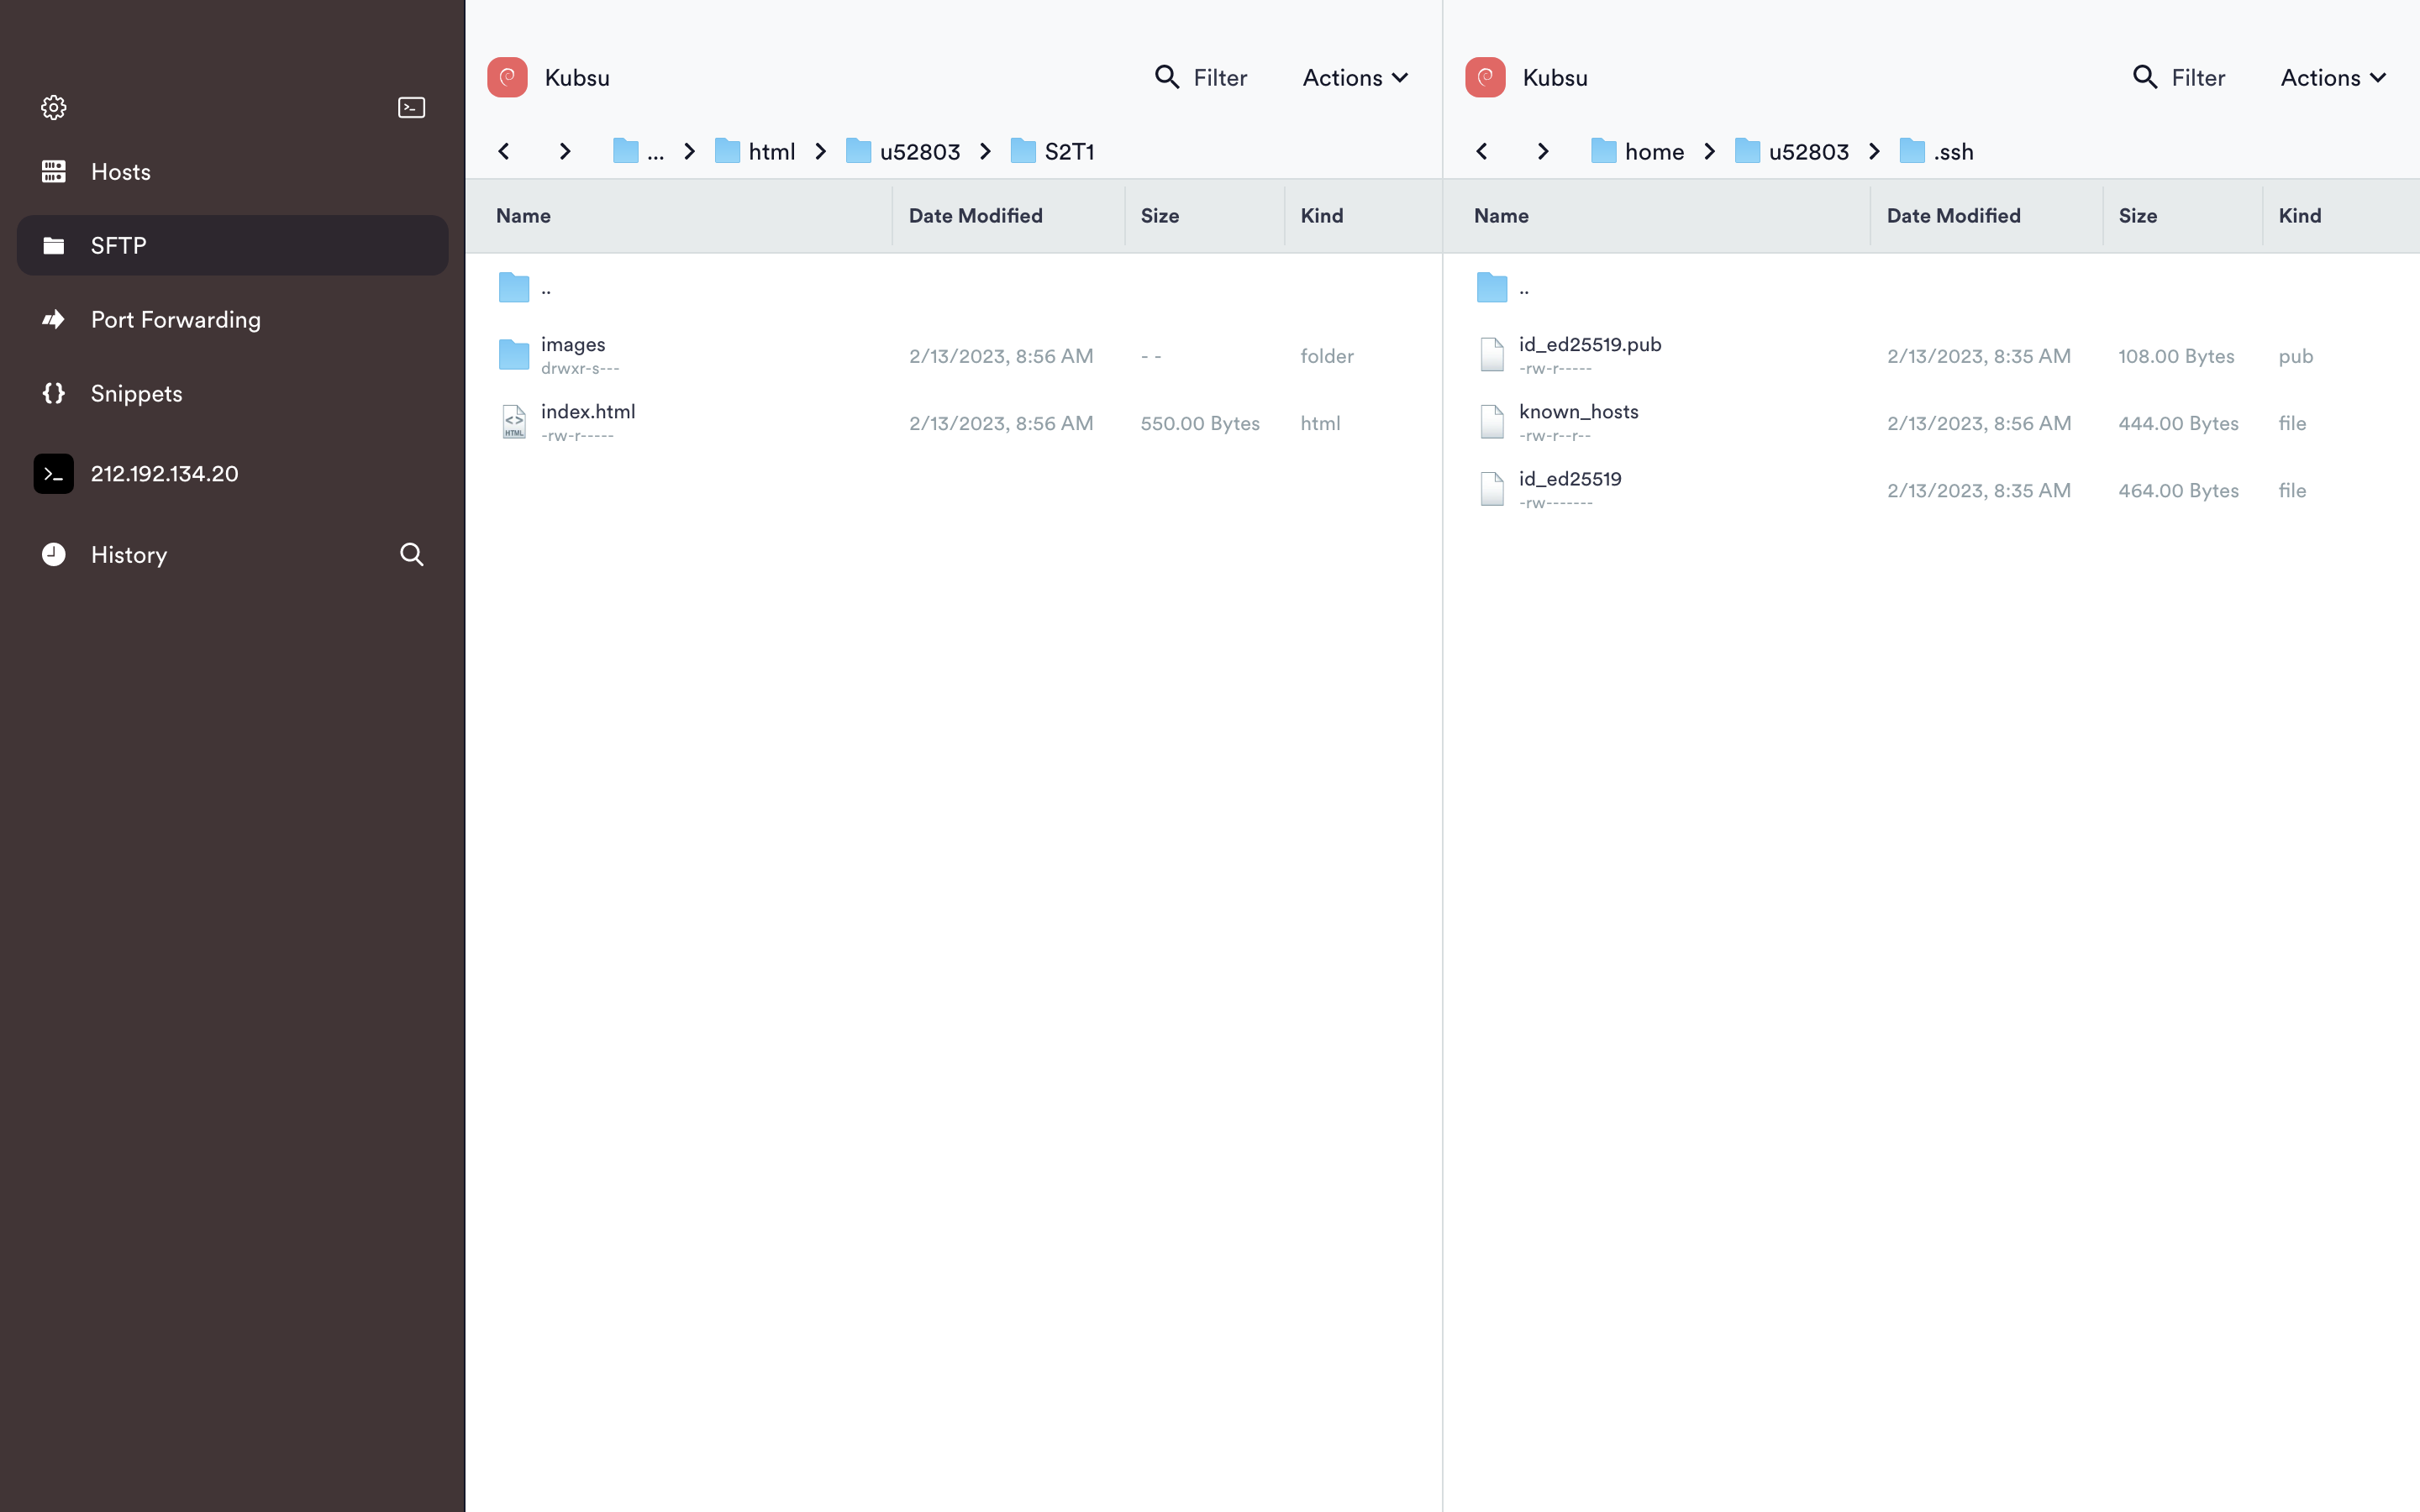 Hosts
SFTP
Port Forwarding
Snippets
212.192.134.20
History
Kubsu
Filter
Actions
... html u52803 S2T1
Name Date Modified Size Kind
..
images 2/13/2023, 8:56 AM - - folder
drwxr-s---
index.html 2/13/2023, 8:56 AM 550.00 Bytes html
-rw-r-----
Kubsu
Filter
Actions
home u52803 .ssh
Name Date Modified Size Kind
..
id_ed25519.pub 2/13/2023, 8:35 AM 108.00 Bytes pub
-rw-r-----
known_hosts 2/13/2023, 8:56 AM 444.00 Bytes file
-rw-r--r--
id_ed25519 2/13/2023, 8:35 AM 464.00 Bytes file
-rw-------